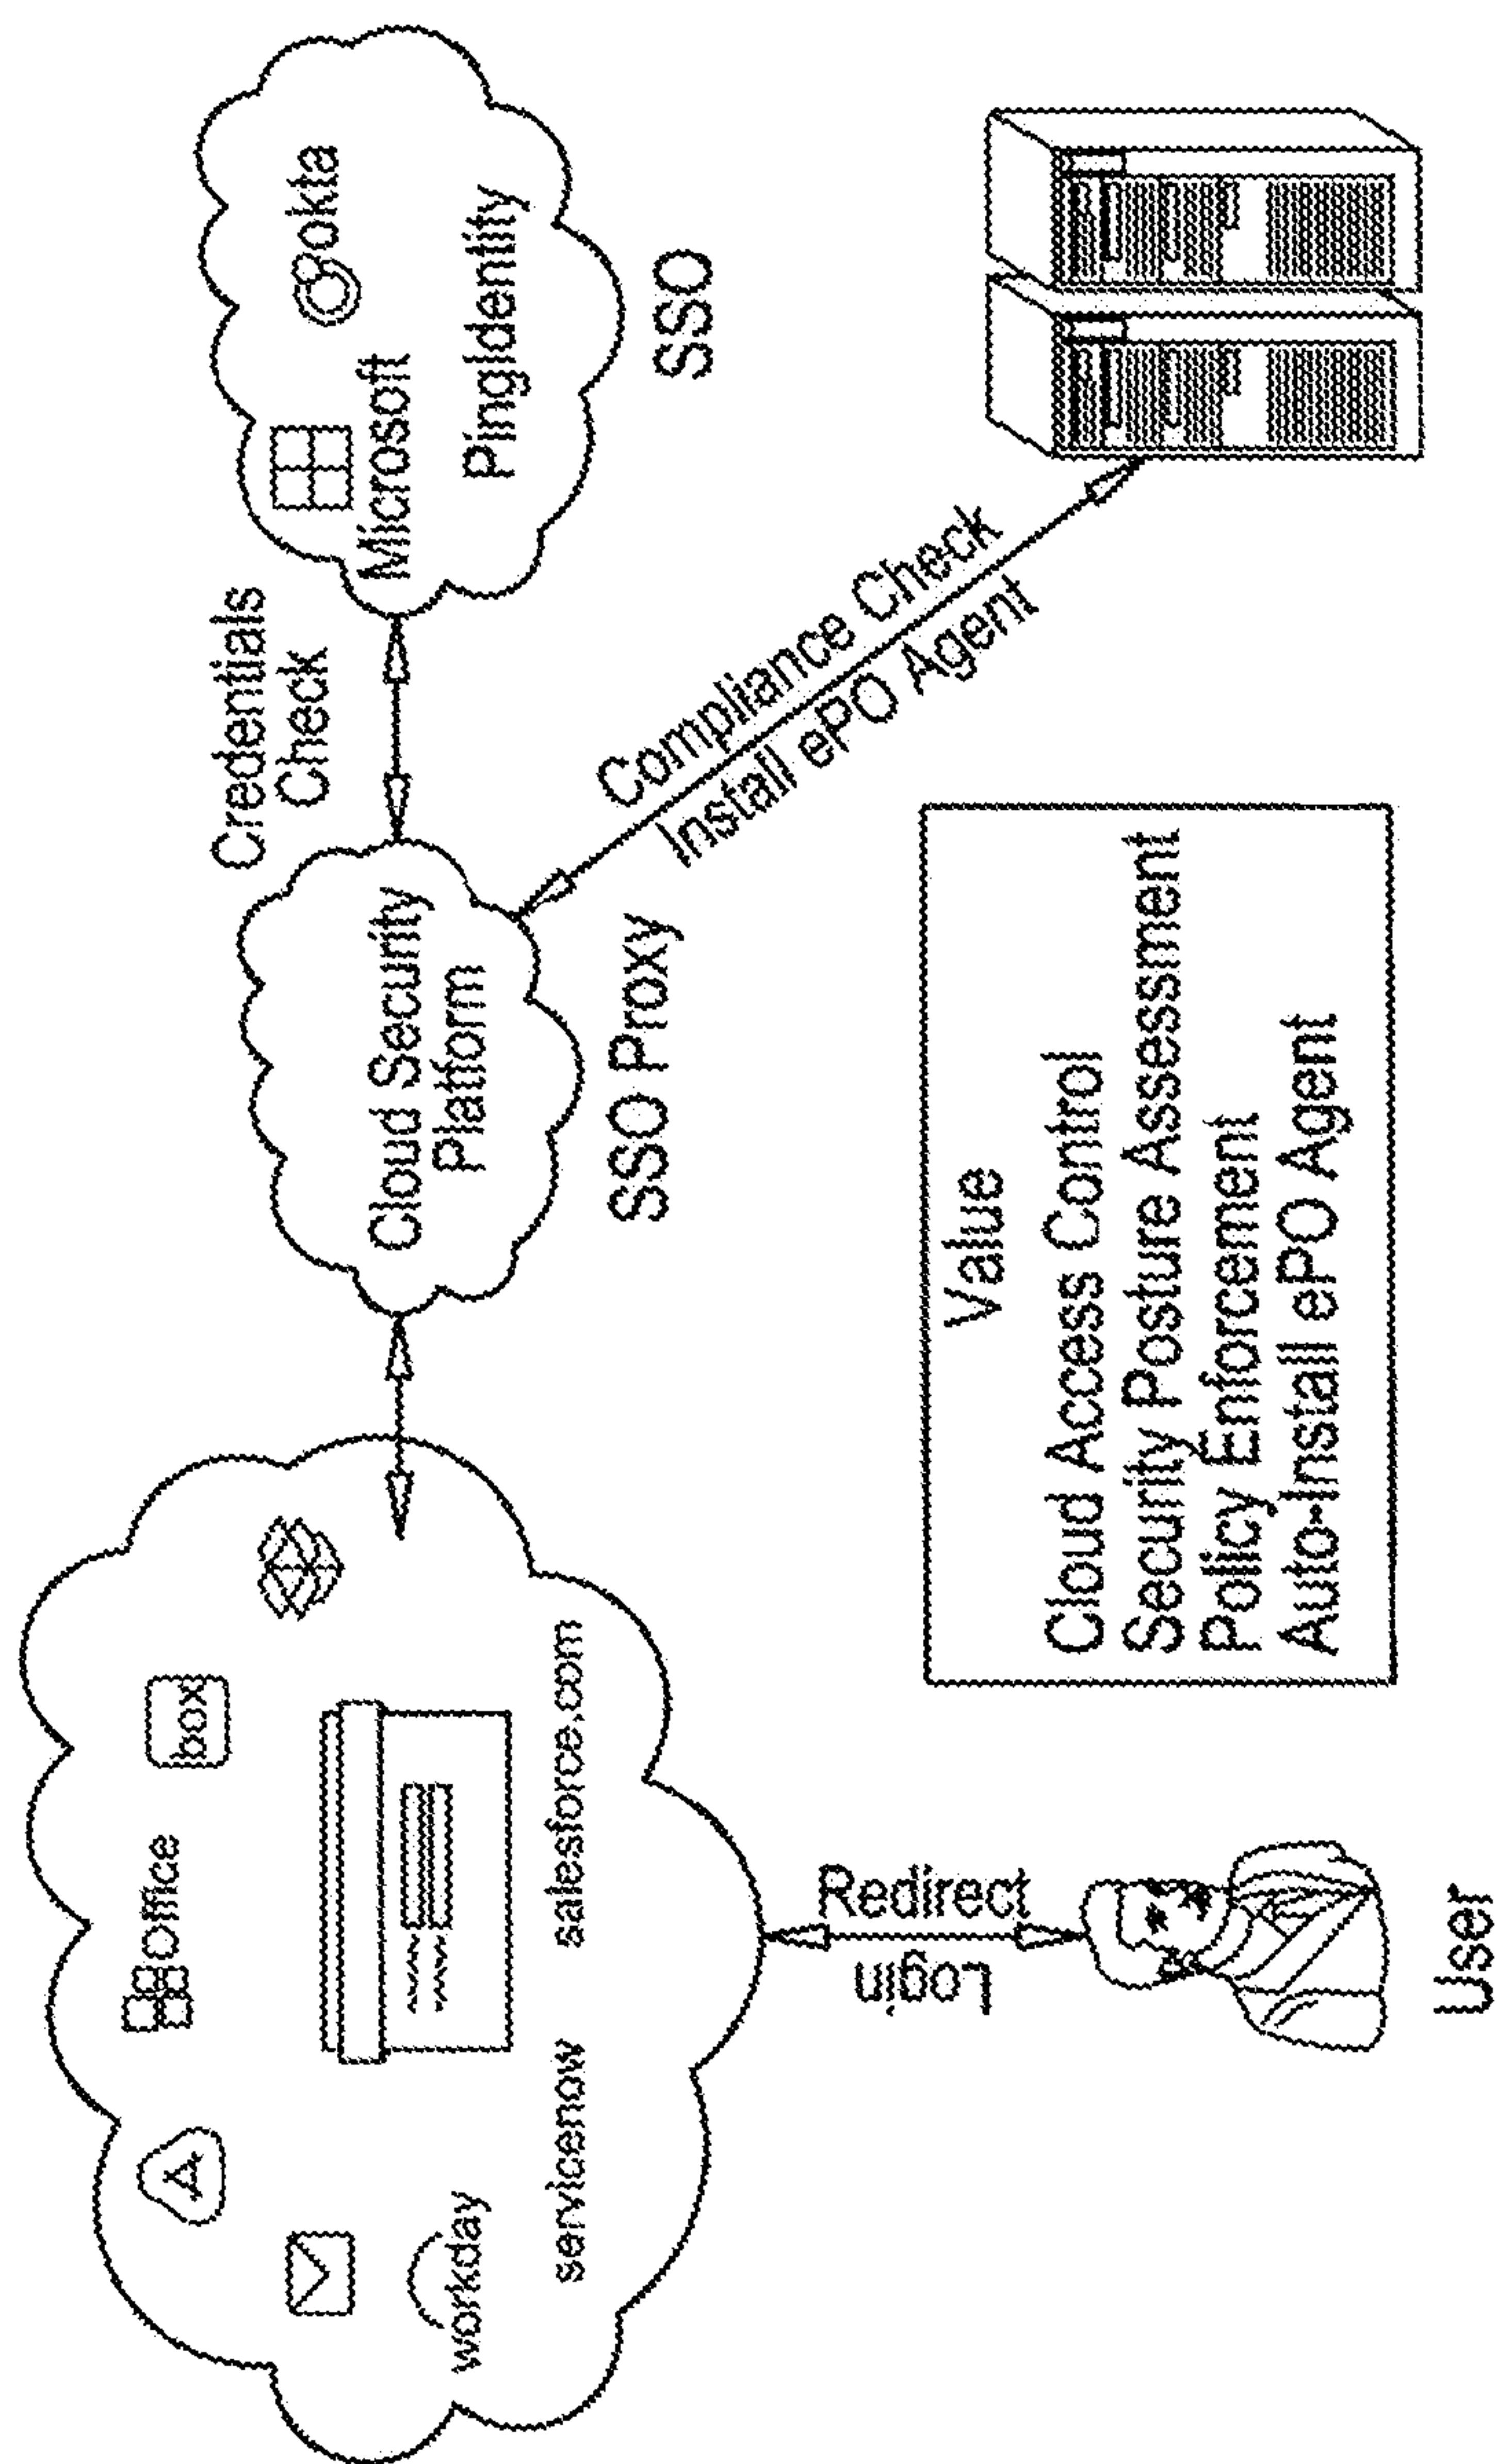 Office
box
workday
servicenow
salesforce.com
Login
Redirect
User
Cloud Security
Platform
SSO Proxy
Credentials
Check
Microsoft
okta
PingIdentity
SSO
Compliance Check
Install ePO Agent
Value
Cloud Access Control
Security Posture Assessment
Policy Enforcement
Auto-Install ePO Agent